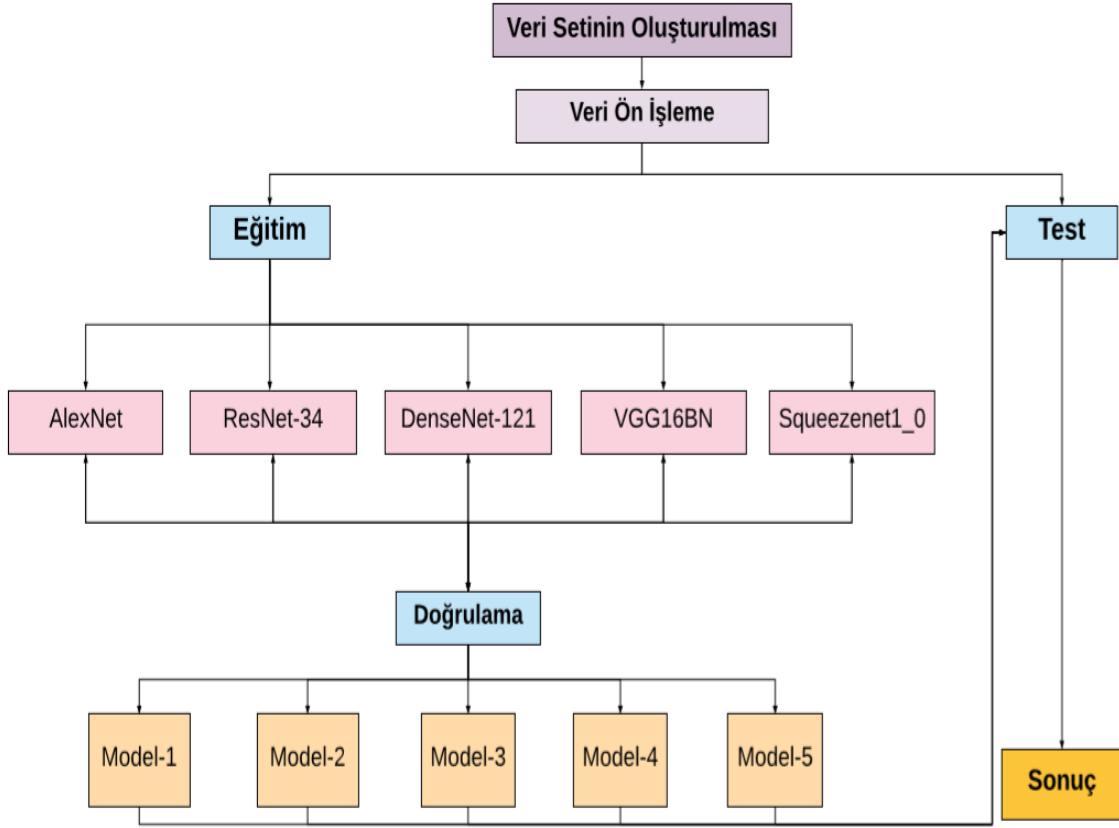 Veri Setinin Oluşturulması
Veri Ön İşleme
Eğitim
Test
AlexNet
ResNet-34
DenseNet-121
VGG16BN
Squeezenet1_0
Doğrulama
Model-1
Model-2
Model-3
Model-4
Model-5
Sonuç